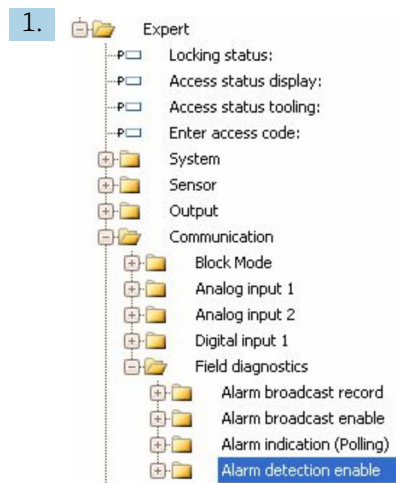 1.
Expert
Locking status:
Access status display:
Access status tooling:
Enter access code:
System
Sensor
Output
Communication
Block Mode
Analog input 1
Analog input 2
Digital input 1
Field diagnostics
Alarm broadcast record
Alarm broadcast enable
Alarm indication (Polling)
Alarm detection enable